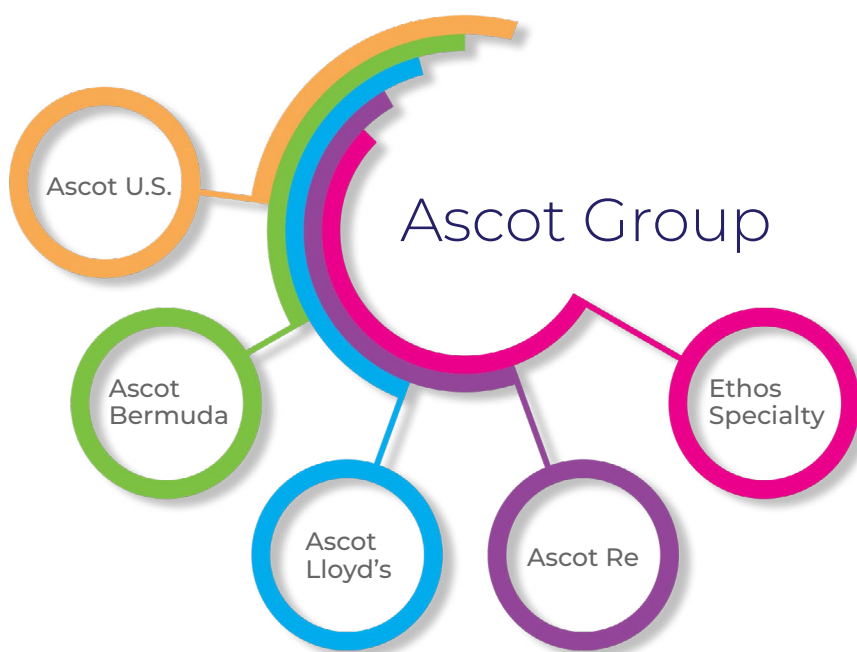 Ascot Group
Ascot U.S.
Ascot
Bermuda
Ascot
Lloyd's
Ascot Re
Ethos
Specialty